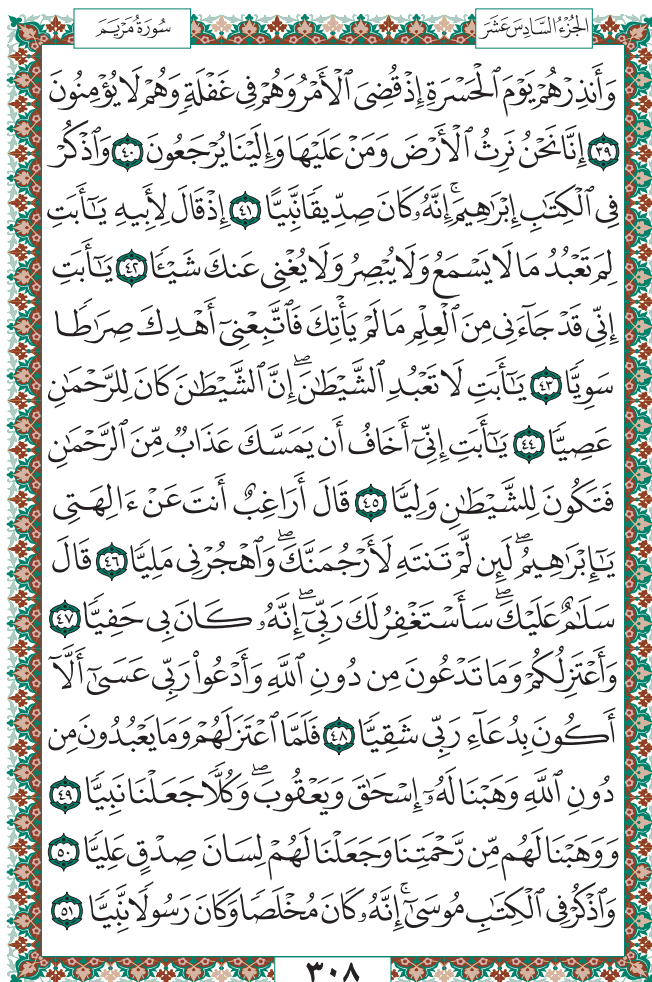 الجُزْءُ السَّادِسَ عَشَرَ
سُورَةُ مَرْيَمَ
وَأَنذِرْهُمْ يَوْمَ ٱلْحَسْرَةِ إِذْ قُضِىَ ٱلْأَمْرُ وَهُمْ فِى غَفْلَةٍ وَهُمْ لَا يُؤْمِنُونَ
٣٩ إِنَّا نَحْنُ نَرِثُ ٱلْأَرْضَ وَمَنْ عَلَيْهَا وَإِلَيْنَا يُرْجَعُونَ ٤٠ وَٱذْكُرْ
فِى ٱلْكِتَٰبِ إِبْرَٰهِيمَ ۚ إِنَّهُۥ كَانَ صِدِّيقًا نَّبِيًّا ٤١ إِذْ قَالَ لِأَبِيهِ يَـٰٓأَبَتِ
لِمَ تَعْبُدُ مَا لَا يَسْمَعُ وَلَا يُبْصِرُ وَلَا يُغْنِى عَنكَ شَيْـًٔا ٤٢ يَـٰٓأَبَتِ
إِنِّى قَدْ جَآءَنِى مِنَ ٱلْعِلْمِ مَا لَمْ يَأْتِكَ فَٱتَّبِعْنِىٓ أَهْدِكَ صِرَٰطًا
سَوِيًّا ٤٣ يَـٰٓأَبَتِ لَا تَعْبُدِ ٱلشَّيْطَٰنَ ۖ إِنَّ ٱلشَّيْطَٰنَ كَانَ لِلرَّحْمَٰنِ
عَصِيًّا ٤٤ يَـٰٓأَبَتِ إِنِّىٓ أَخَافُ أَن يَمَسَّكَ عَذَابٌ مِّنَ ٱلرَّحْمَٰنِ
فَتَكُونَ لِلشَّيْطَٰنِ وَلِيًّا ٤٥ قَالَ أَرَاغِبٌ أَنتَ عَنْ ءَالِهَتِى
يَـٰٓإِبْرَٰهِيمُ ۖ لَئِن لَّمْ تَنتَهِ لَأَرْجُمَنَّكَ ۖ وَٱهْجُرْنِى مَلِيًّا ٤٦ قَالَ
سَلَٰمٌ عَلَيْكَ ۖ سَأَسْتَغْفِرُ لَكَ رَبِّىٓ ۖ إِنَّهُۥ كَانَ بِى حَفِيًّا ٤٧
وَأَعْتَزِلُكُمْ وَمَا تَدْعُونَ مِن دُونِ ٱللَّهِ وَأَدْعُوا۟ رَبِّى عَسَىٰٓ أَلَّآ
أَكُونَ بِدُعَآءِ رَبِّى شَقِيًّا ٤٨ فَلَمَّا ٱعْتَزَلَهُمْ وَمَا يَعْبُدُونَ مِن
دُونِ ٱللَّهِ وَهَبْنَا لَهُۥٓ إِسْحَٰقَ وَيَعْقُوبَ ۖ وَكُلًّا جَعَلْنَا نَبِيًّا ٤٩
وَوَهَبْنَا لَهُم مِّن رَّحْمَتِنَا وَجَعَلْنَا لَهُمْ لِسَانَ صِدْقٍ عَلِيًّا ٥٠
وَٱذْكُرْ فِى ٱلْكِتَٰبِ مُوسَىٰٓ ۚ إِنَّهُۥ كَانَ مُخْلَصًا وَكَانَ رَسُولًا نَّبِيًّا ٥١
٣٠٨